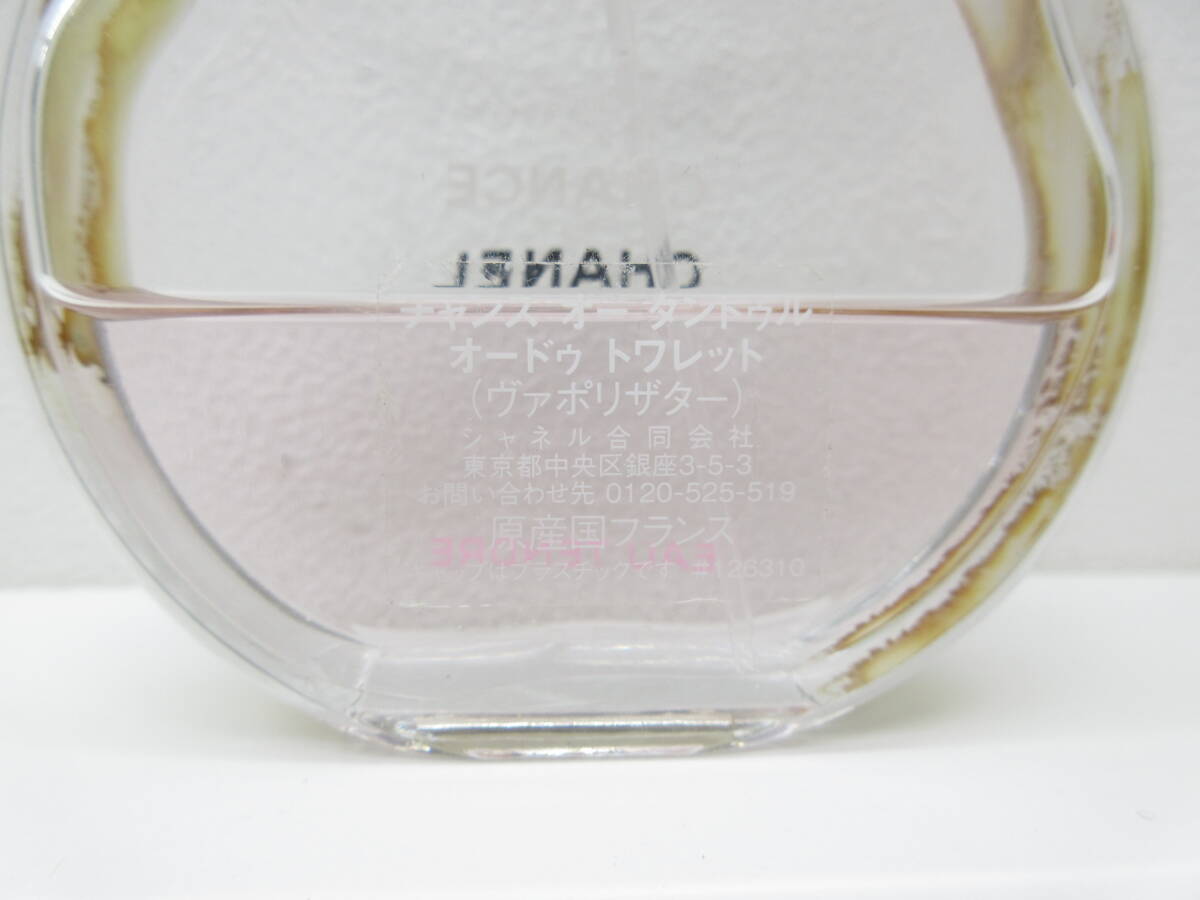 CHANCE
CHANEL
チャンス オー タンドゥル
オードゥ トワレット
(ヴァポリザター)
シャネル合同会社
東京都中央区銀座3-5-3
お問い合わせ先 0120-525-519
原産国フランス
EAU TENDRE
キャップはプラスチックです 126310